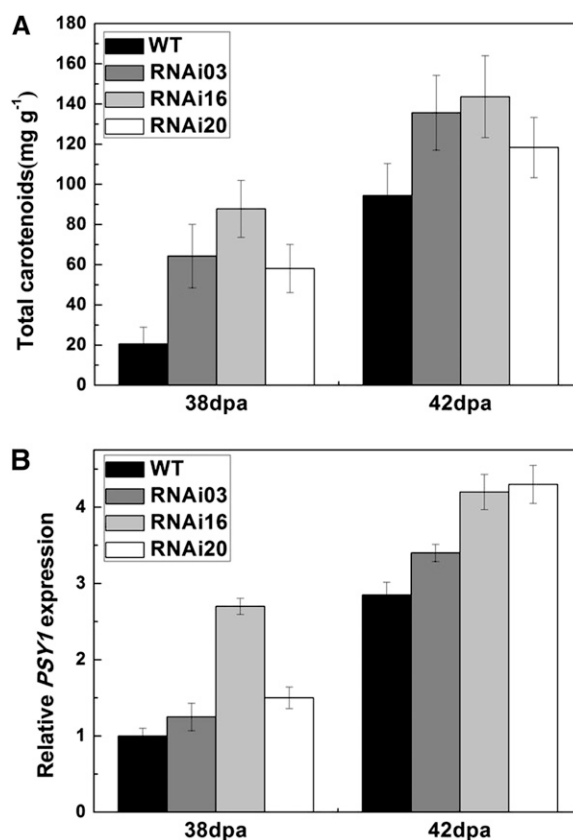 A
Total carotenoids(mg g⁻¹)
180
160
140
120
100
80
60
40
20
0
WT
RNAi03
RNAi16
RNAi20
38dpa 42dpa
B
Relative PSY1 expression
4
3
2
1
0
WT
RNAi03
RNAi16
RNAi20
38dpa 42dpa